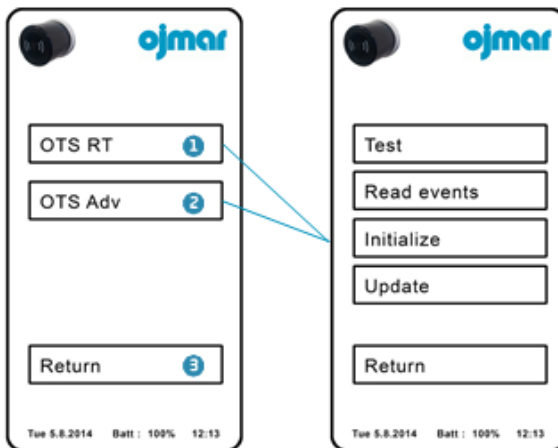 ojmar
OTS RT 1
OTS Adv 2
Return 3
Tue 5.8.2014 Batt : 100% 12:13
ojmar
Test
Read events
Initialize
Update
Return
Tue 5.8.2014 Batt : 100% 12:13